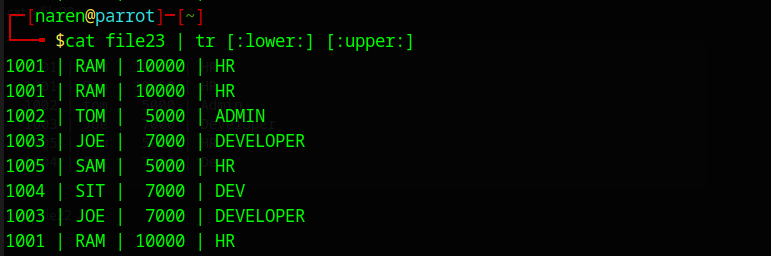 ┌─[naren@parrot]─[~]
└──╼ $cat file23 | tr [:lower:] [:upper:]
1001 | RAM | 10000 | HR
1001 | RAM | 10000 | HR
1002 | TOM |  5000 | ADMIN
1003 | JOE |  7000 | DEVELOPER
1005 | SAM |  5000 | HR
1004 | SIT |  7000 | DEV
1003 | JOE |  7000 | DEVELOPER
1001 | RAM | 10000 | HR